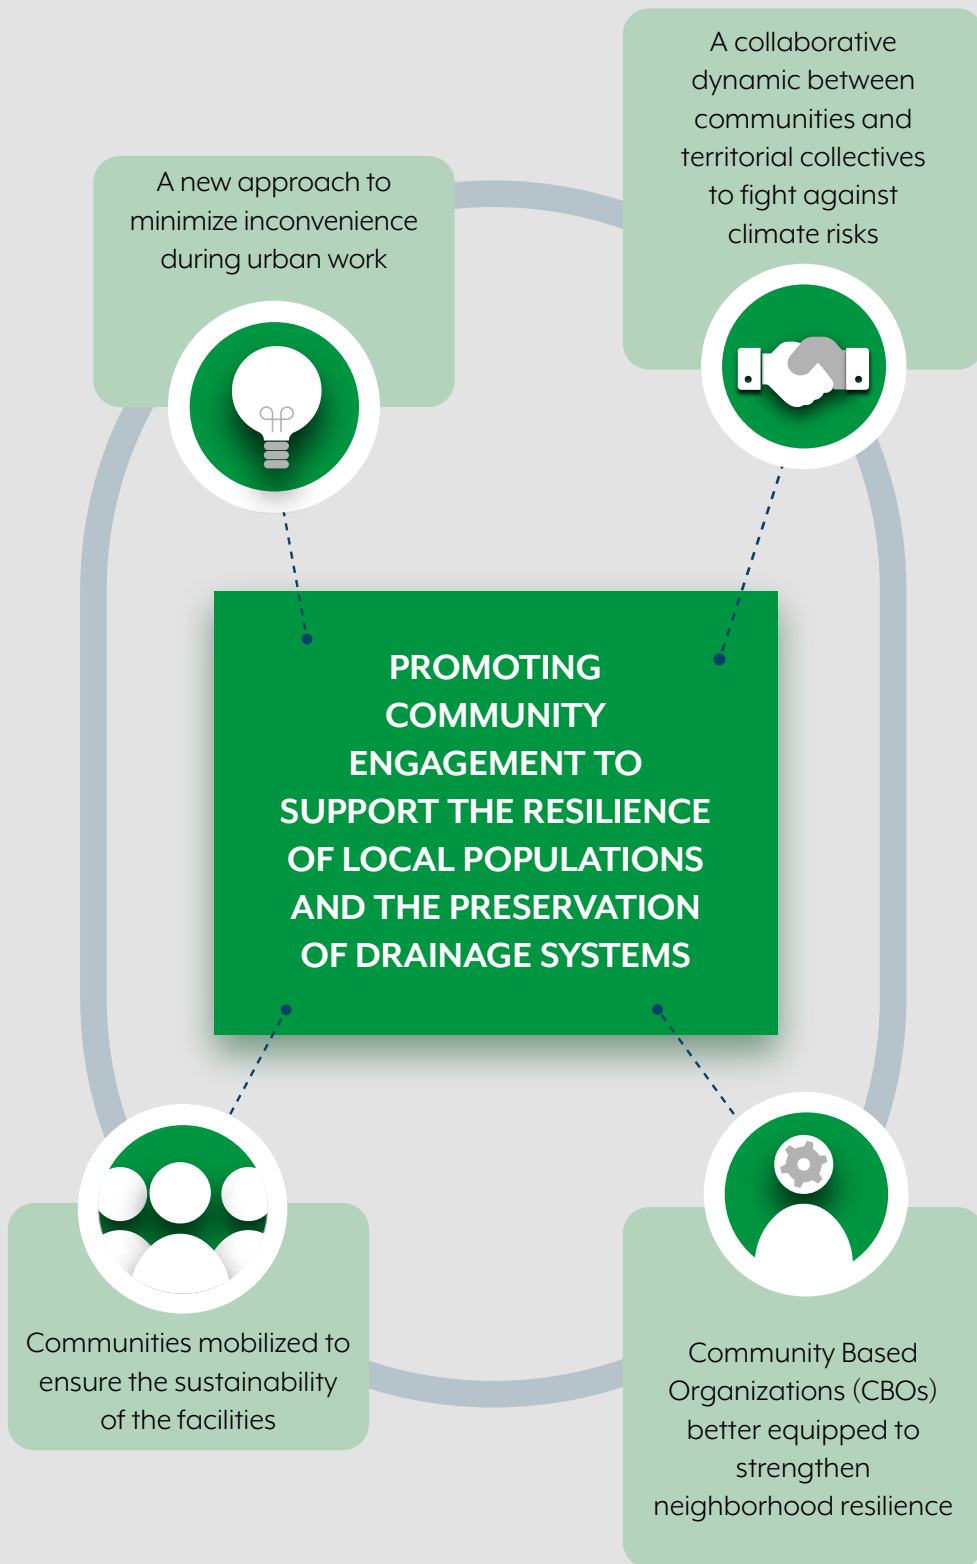 A new approach to
minimize inconvenience
during urban work
A collaborative
dynamic between
communities and
territorial collectives
to fight against
climate risks
PROMOTING
COMMUNITY
ENGAGEMENT TO
SUPPORT THE RESILIENCE
OF LOCAL POPULATIONS
AND THE PRESERVATION
OF DRAINAGE SYSTEMS
Communities mobilized to
ensure the sustainability
of the facilities
Community Based
Organizations (CBOs)
better equipped to
strengthen
neighborhood resilience